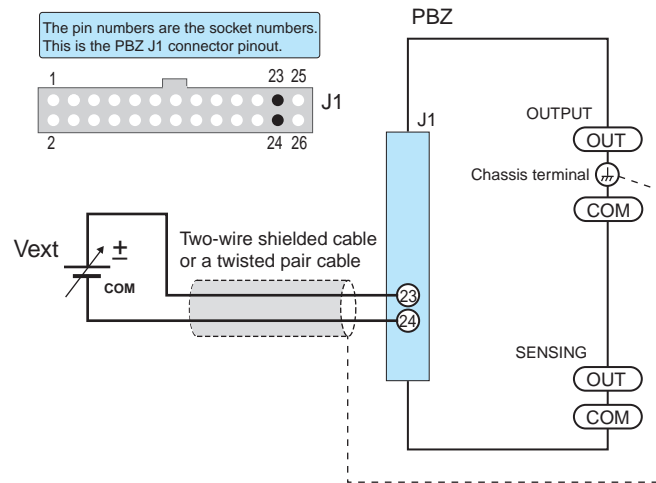 The pin numbers are the socket numbers.
This is the PBZ J1 connector pinout.
1
23 25
J1
2
24 26
PBZ
J1
OUTPUT
OUT
Chassis terminal
COM
Vext
±
COM
Two-wire shielded cable
or a twisted pair cable
23
24
SENSING
OUT
COM